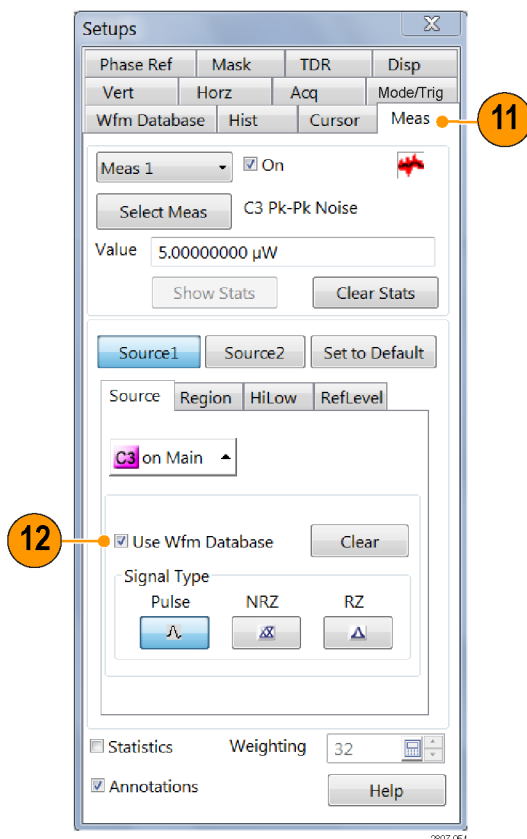 Setups
Phase Ref Mask TDR Disp
Vert Horz Acq Mode/Trig
Wfm Database Hist Cursor Meas 11
Meas 1 On
Select Meas C3 Pk-Pk Noise
Value 5.00000000 µW
Show Stats Clear Stats
Source1 Source2 Set to Default
Source Region HiLow RefLevel
C3 on Main
12 Use Wfm Database Clear
Signal Type
Pulse NRZ RZ
Statistics Weighting 32
Annotations Help